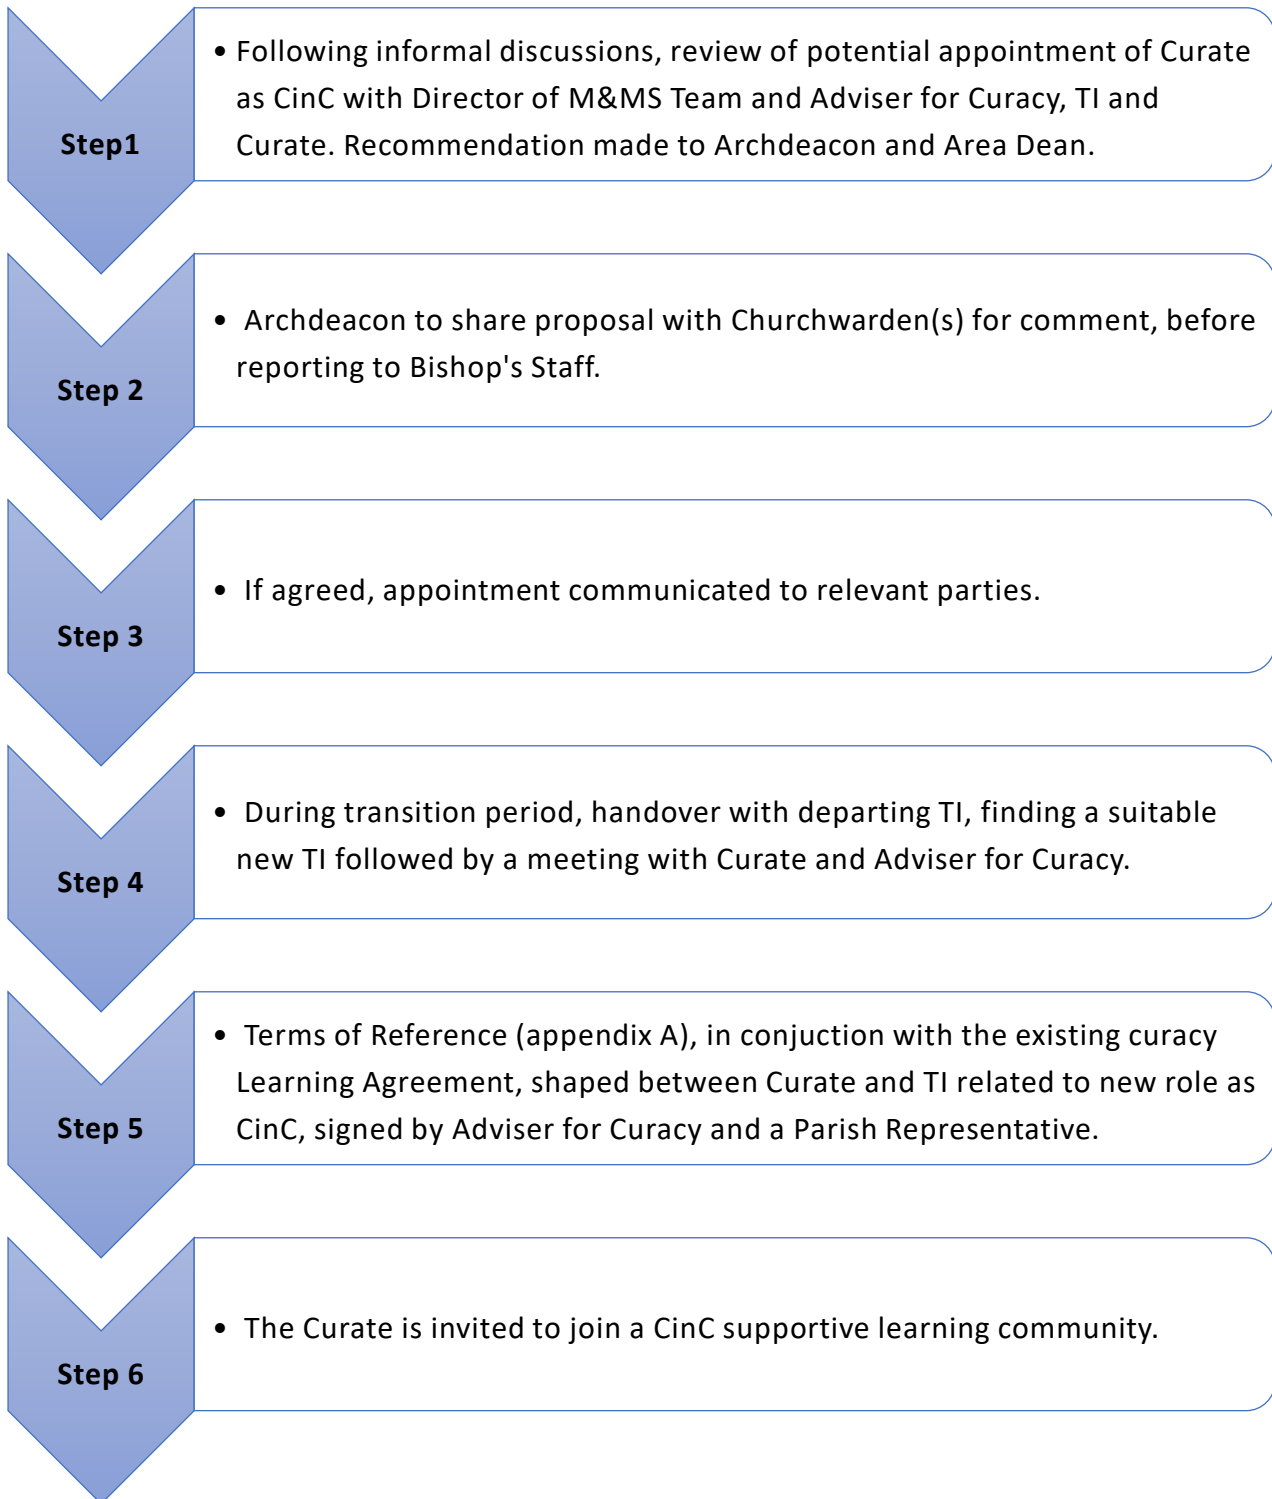 Step1
• Following informal discussions, review of potential appointment of Curate
as CinC with Director of M&MS Team and Adviser for Curacy, TI and
Curate. Recommendation made to Archdeacon and Area Dean.
Step 2
• Archdeacon to share proposal with Churchwarden(s) for comment, before
reporting to Bishop's Staff.
Step 3
• If agreed, appointment communicated to relevant parties.
Step 4
• During transition period, handover with departing TI, finding a suitable
new TI followed by a meeting with Curate and Adviser for Curacy.
Step 5
• Terms of Reference (appendix A), in conjuction with the existing curacy
Learning Agreement, shaped between Curate and TI related to new role as
CinC, signed by Adviser for Curacy and a Parish Representative.
Step 6
• The Curate is invited to join a CinC supportive learning community.